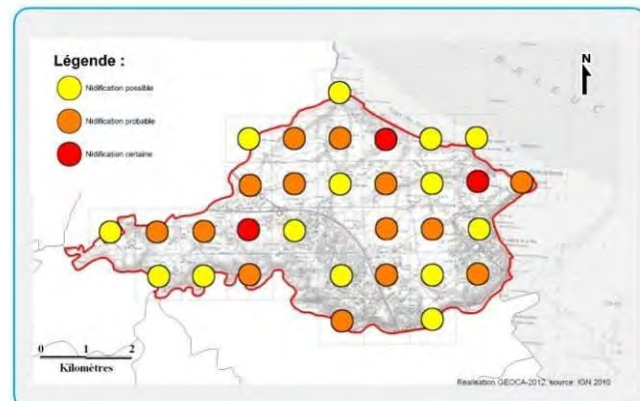 Légende :
Nidification possible
Nidification probable
Nidification certaine
N
0 1 2
Kilomètres
Réalisation GEOCA-2012, source: IGN 2010